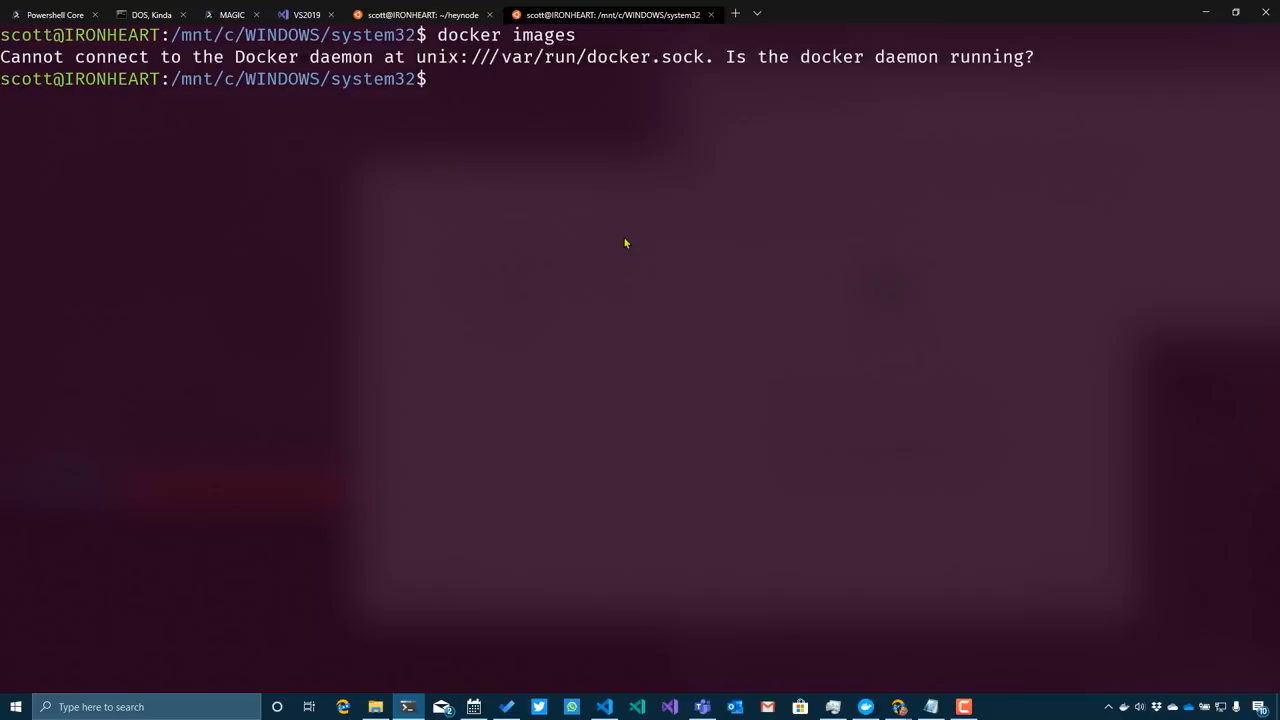 Powershell Core
DOS, Kinda
MAGIC
VS2019
scott@IRONHEART: ~/heynode
scott@IRONHEART: /mnt/c/WINDOWS/system32
scott@IRONHEART:/mnt/c/WINDOWS/system32$ docker images
Cannot connect to the Docker daemon at unix:///var/run/docker.sock. Is the docker daemon running?
scott@IRONHEART:/mnt/c/WINDOWS/system32$
Type here to search